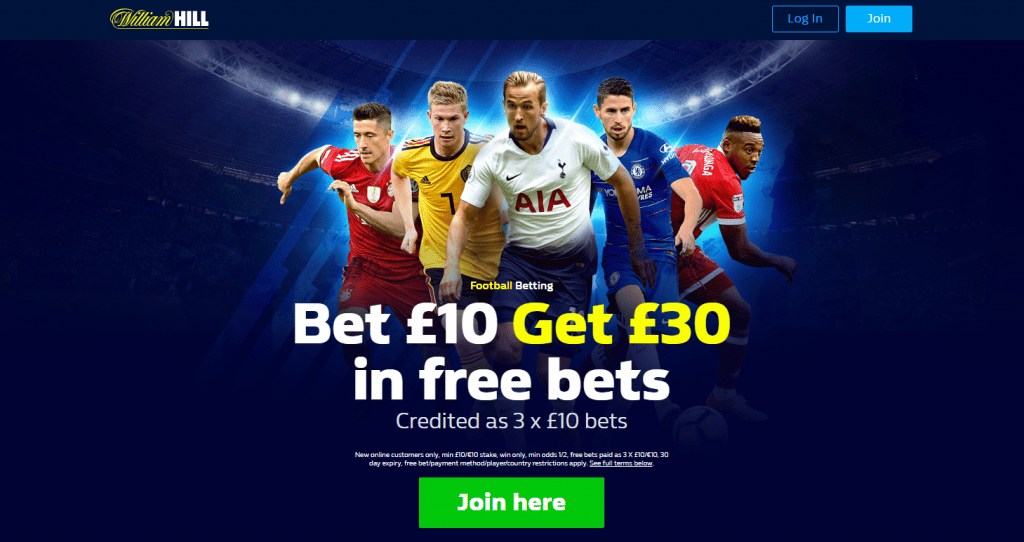 William HILL
Log In
Join
AIA
7
Football Betting
Bet £10 Get £30
in free bets
Credited as 3 x £10 bets
New online customers only, min £10/€10 stake, win only, min odds 1/2, free bets paid as 3 X £10/€10, 30
day expiry, free bet/payment method/player/country restrictions apply. See full terms below.
Join here